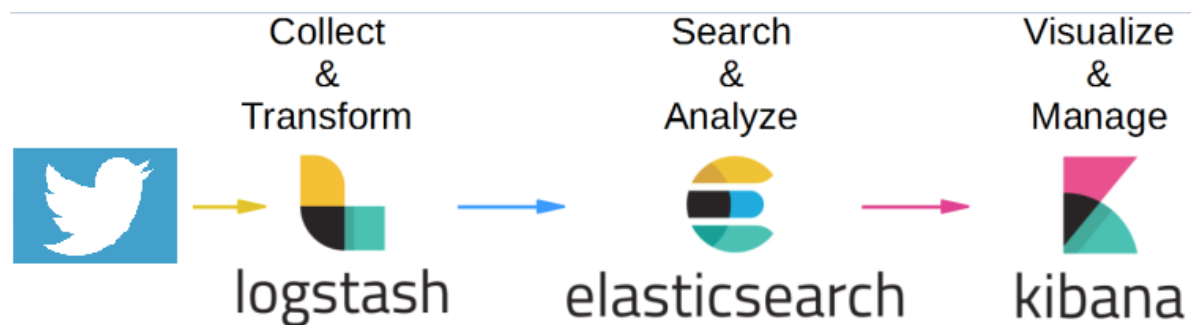 Collect
&
Transform
Search
&
Analyze
Visualize
&
Manage
logstash
elasticsearch
kibana